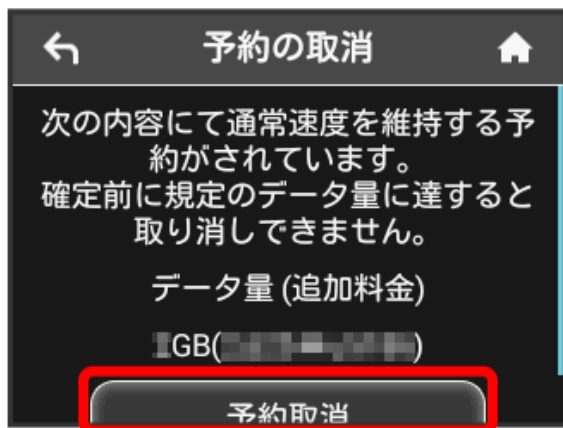 予約の取消
次の内容にて通常速度を維持する予
約がされています。
確定前に規定のデータ量に達すると
取り消しできません。
データ量 (追加料金)
GB( )
予約取消